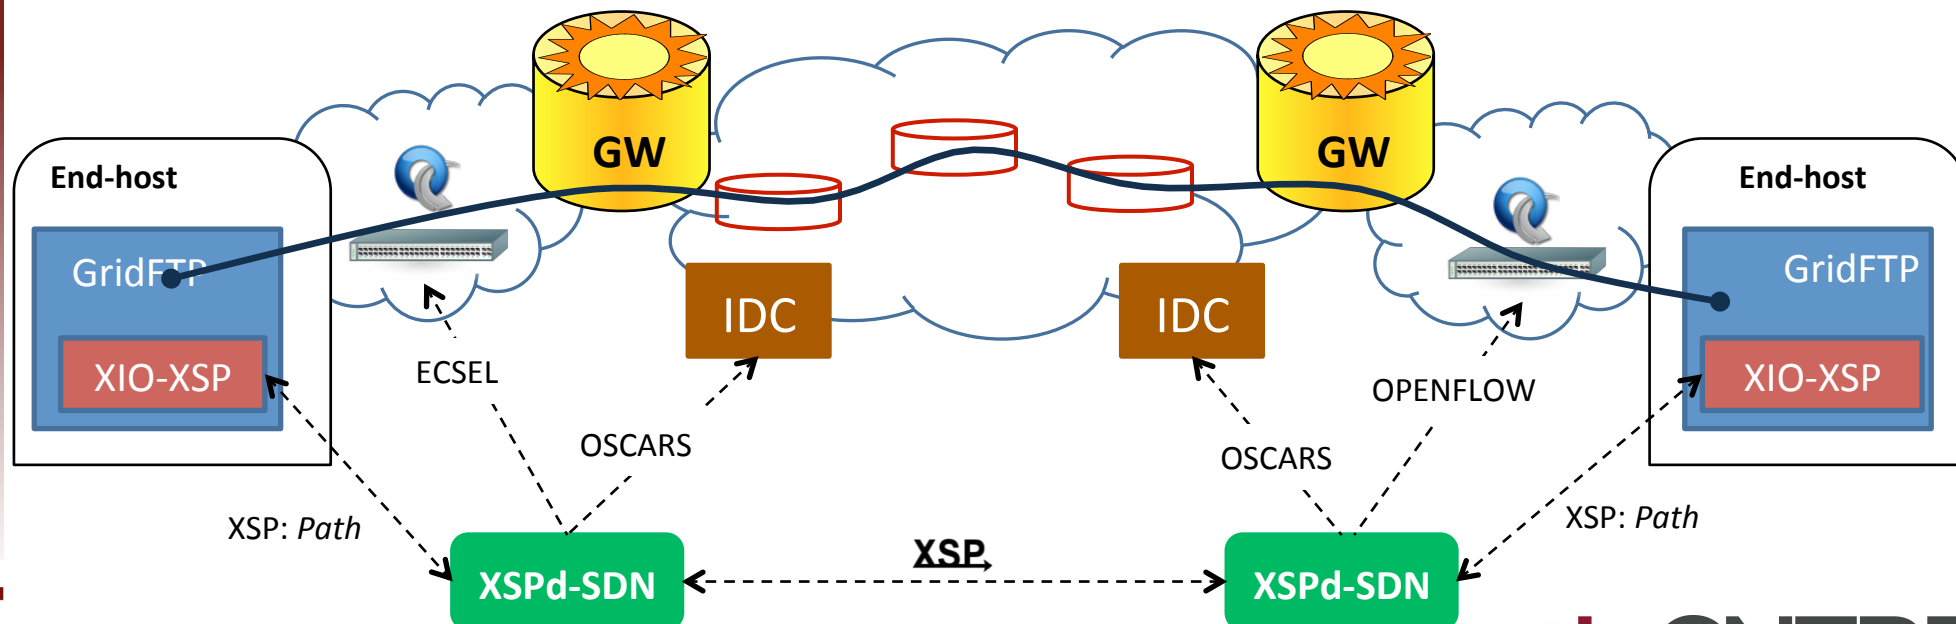 GW
GW
End-host
End-host
GridFTP
GridFTP
IDC
IDC
XIO-XSP
ECSEL
OPENFLOW
XIO-XSP
OSCARS
OSCARS
XSP: Path
XSP: Path
XSP
XSPd-SDN
XSPd-SDN